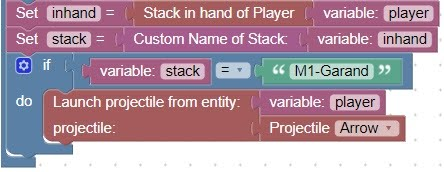 Set inhand = Stack in hand of Player variable: player
Set stack = Custom Name of Stack: variable: inhand
if variable: stack = “ M1-Garand ”
do Launch projectile from entity: variable: player
projectile: Projectile Arrow